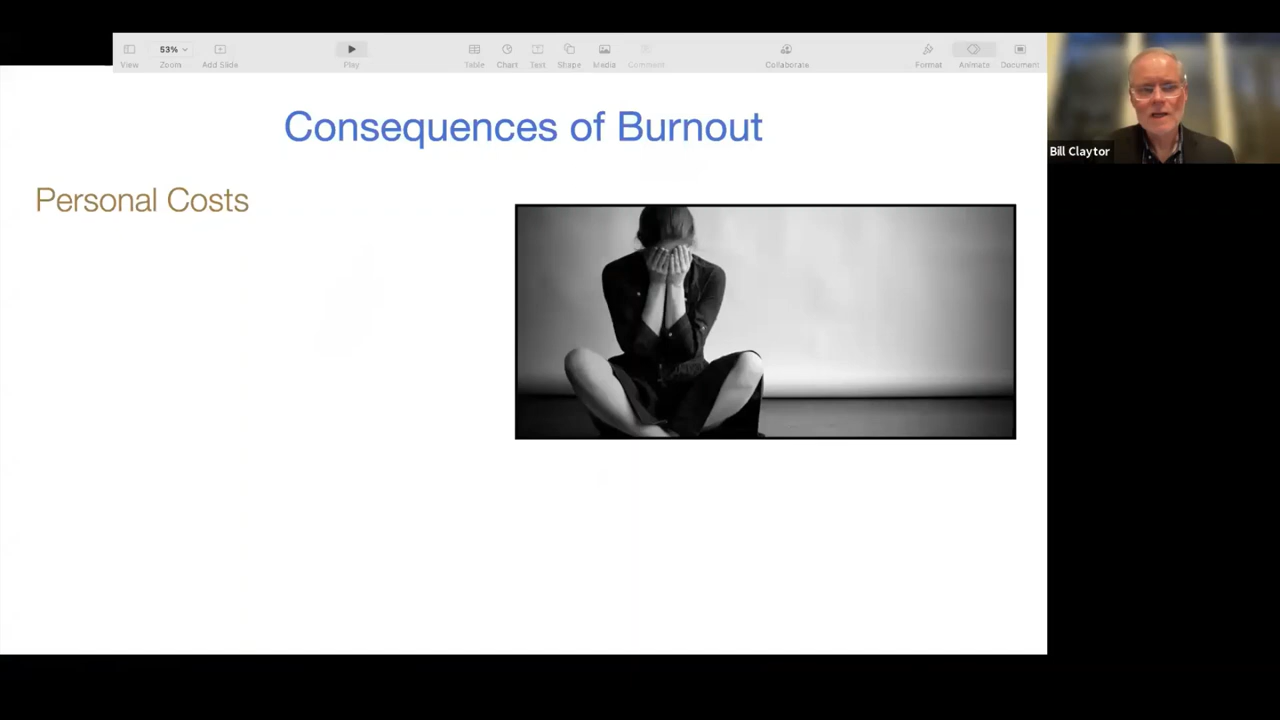 53%
View
Zoom
Add Slide
Play
Table
Chart
Text
Shape
Media
Comment
Collaborate
Format
Animate
Document
Consequences of Burnout
Personal Costs
Bill Claytor